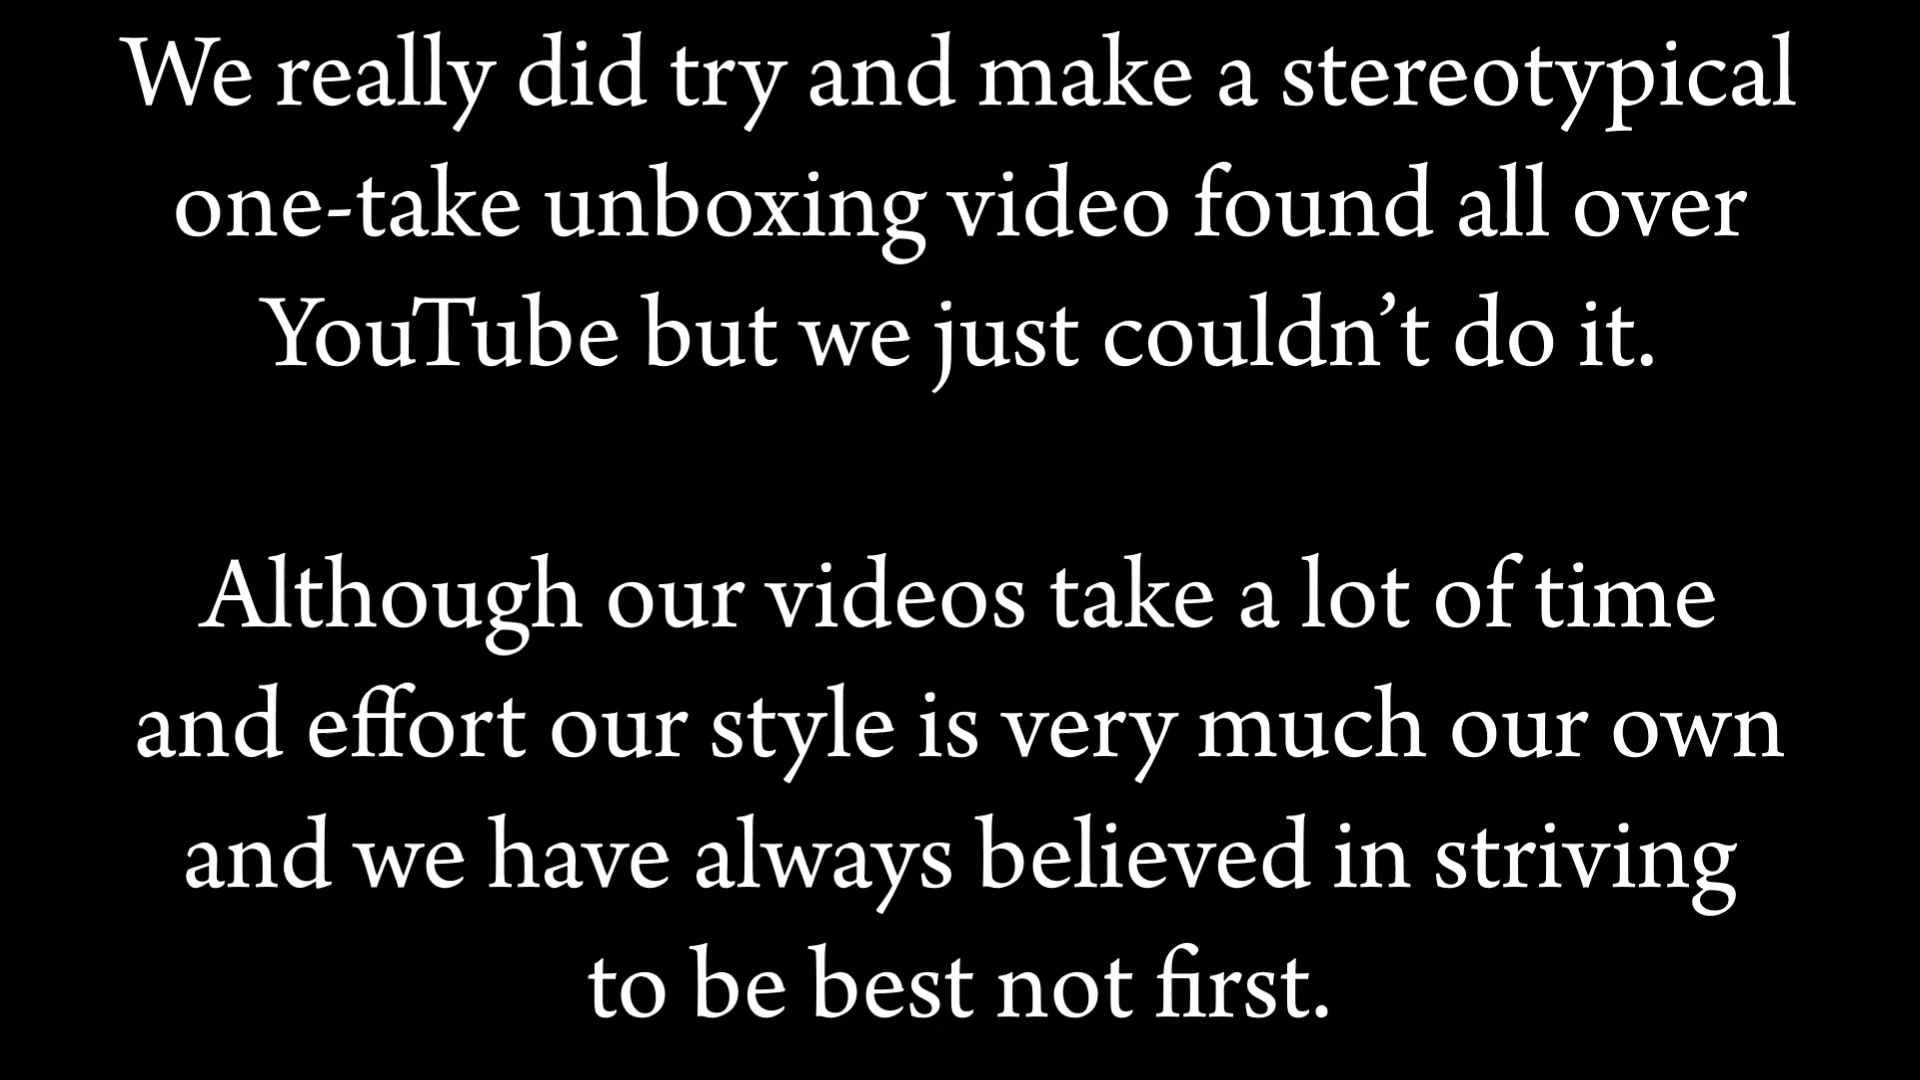 We really did try and make a stereotypical
one-take unboxing video found all over
YouTube but we just couldn’t do it.
Although our videos take a lot of time
and effort our style is very much our own
and we have always believed in striving
to be best not first.